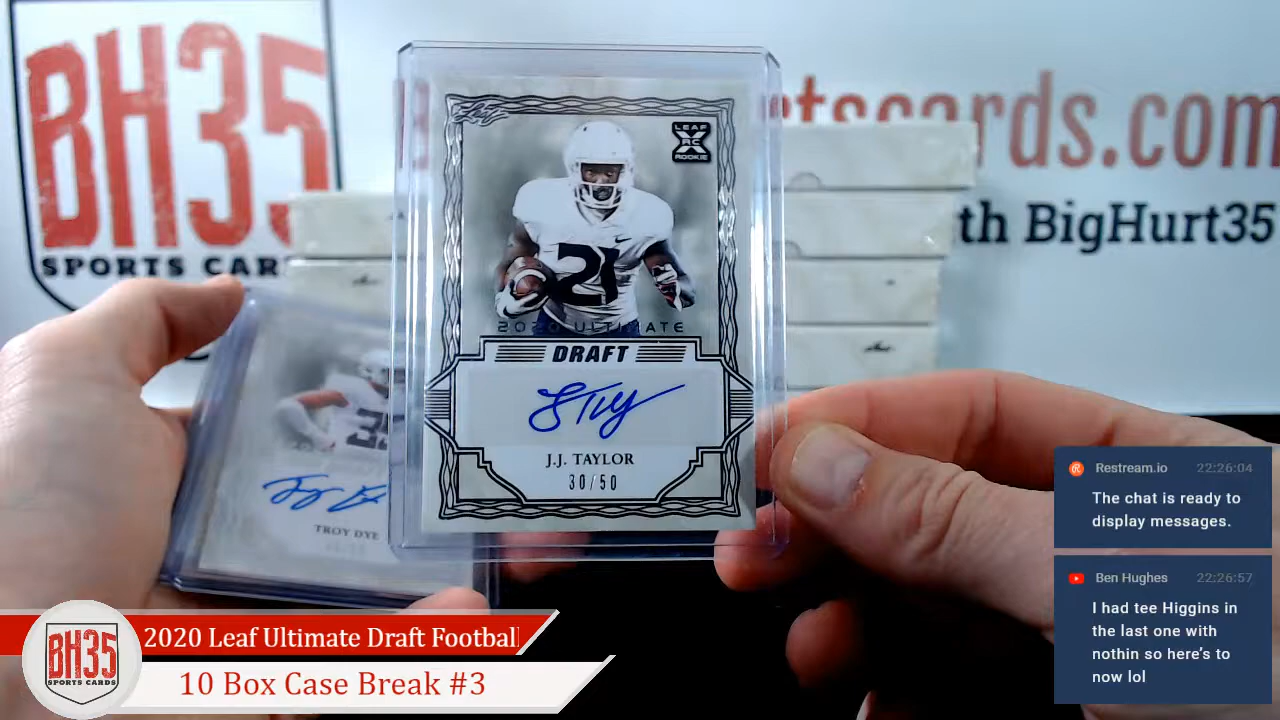 BH35
SPORTS CARDS
rtscards.com
th BigHurt35
Leaf
LEAF
X
RC
ROOKIE
21
2020 ULTIMATE
DRAFT
J.J. TAYLOR
30/50
TROY DYE
Restream.io 22:26:04
The chat is ready to
display messages.
Ben Hughes 22:26:57
I had tee Higgins in
the last one with
nothin so here's to
now lol
BH35
SPORTS CARDS
2020 Leaf Ultimate Draft Football
10 Box Case Break #3